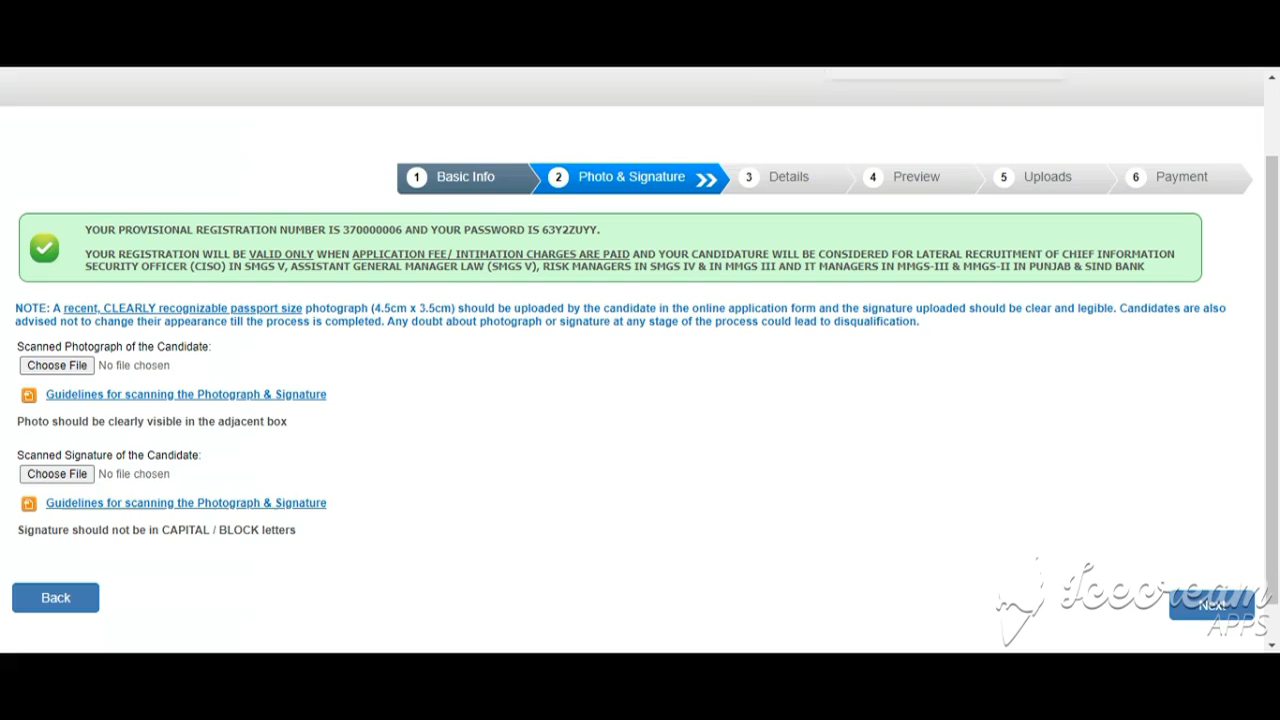 1 Basic Info 2 Photo & Signature 3 Details 4 Preview 5 Uploads 6 Payment
YOUR PROVISIONAL REGISTRATION NUMBER IS 370000006 AND YOUR PASSWORD IS 63Y2ZUYY.
YOUR REGISTRATION WILL BE VALID ONLY WHEN APPLICATION FEE/ INTIMATION CHARGES ARE PAID AND YOUR CANDIDATURE WILL BE CONSIDERED FOR LATERAL RECRUITMENT OF CHIEF INFORMATION
SECURITY OFFICER (CISO) IN SMGS V, ASSISTANT GENERAL MANAGER LAW (SMGS V), RISK MANAGERS IN SMGS IV & IN MMGS III AND IT MANAGERS IN MMGS-III & MMGS-II IN PUNJAB & SIND BANK
NOTE: A recent, CLEARLY recognizable passport size photograph (4.5cm x 3.5cm) should be uploaded by the candidate in the online application form and the signature uploaded should be clear and legible. Candidates are also
advised not to change their appearance till the process is completed. Any doubt about photograph or signature at any stage of the process could lead to disqualification.
Scanned Photograph of the Candidate:
Choose File No file chosen
Guidelines for scanning the Photograph & Signature
Photo should be clearly visible in the adjacent box
Scanned Signature of the Candidate:
Choose File No file chosen
Guidelines for scanning the Photograph & Signature
Signature should not be in CAPITAL / BLOCK letters
Back
Next
Icecream
APPS